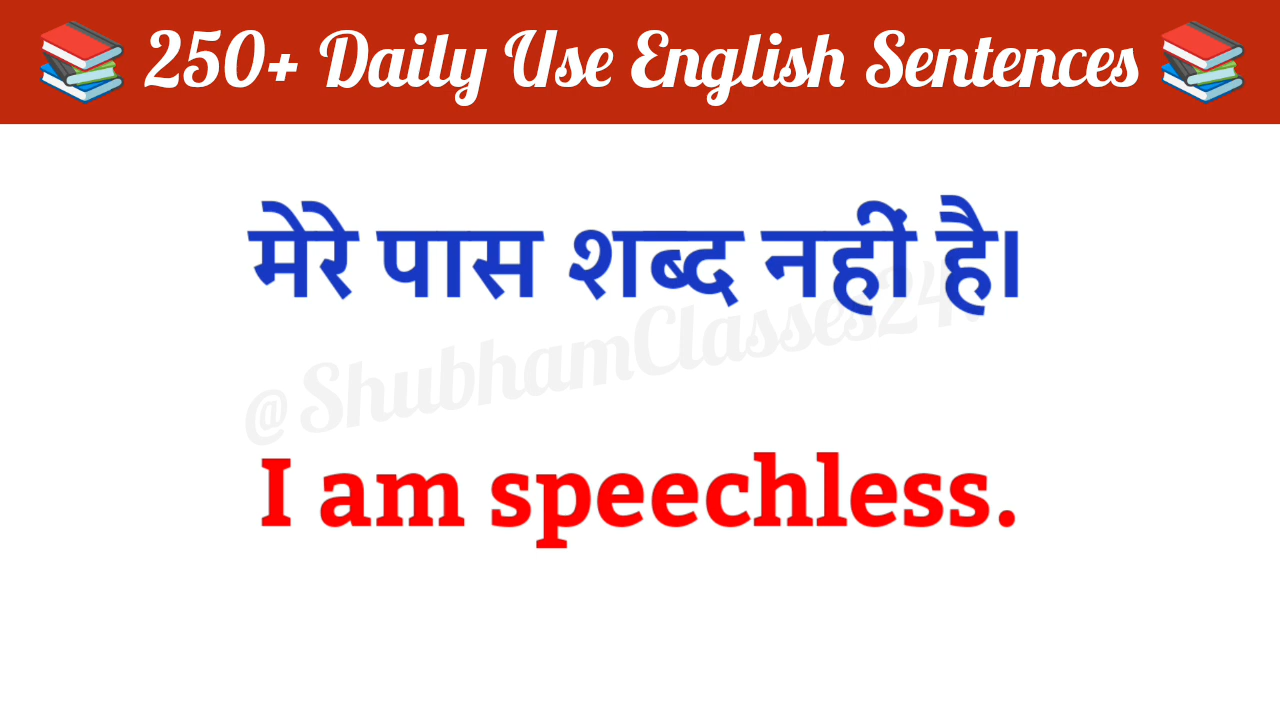 250+ Daily Use English Sentences
मेरे पास शब्द नहीं है।
@ShubhamClasses24
I am speechless.